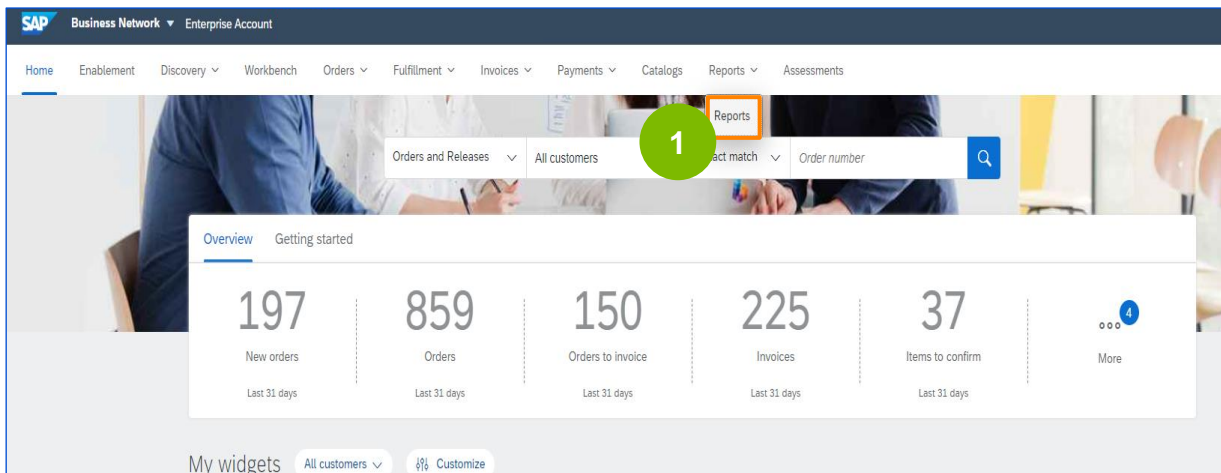 SAP Business Network Enterprise Account
Home Enablement Discovery Workbench Orders Fulfillment Invoices Payments Catalogs Reports Assessments
Reports
1
Orders and Releases All customers act match Order number
Overview Getting started
197 859 150 225 37 4
New orders Orders Orders to invoice Invoices Items to confirm More
Last 31 days Last 31 days Last 31 days Last 31 days Last 31 days
My widgets All customers Customize